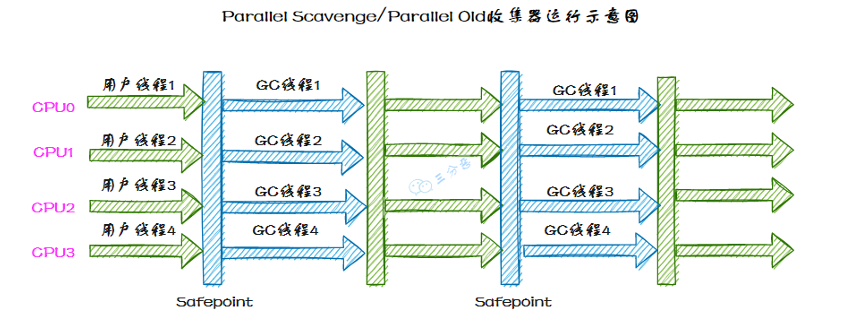 Parallel Scavenge/Parallel Old收集器运行示意图
用户线程1 GC线程1 GC线程1
CPU0
用户线程2 GC线程2 GC线程2
CPU1
用户线程3 GC线程3 GC线程3
CPU2
用户线程4 GC线程4 GC线程4
CPU3
三分恶
Safepoint Safepoint